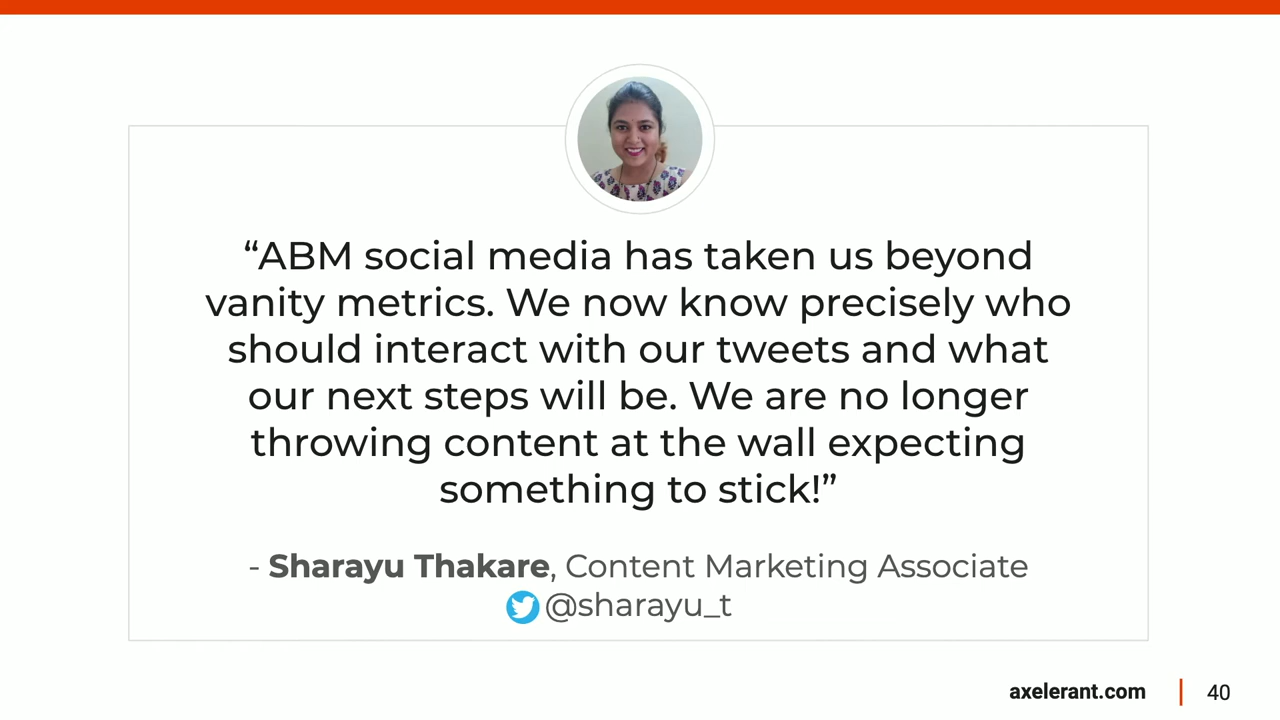 “ABM social media has taken us beyond
vanity metrics. We now know precisely who
should interact with our tweets and what
our next steps will be. We are no longer
throwing content at the wall expecting
something to stick!”
- Sharayu Thakare, Content Marketing Associate
@sharayu_t
axelerant.com | 40